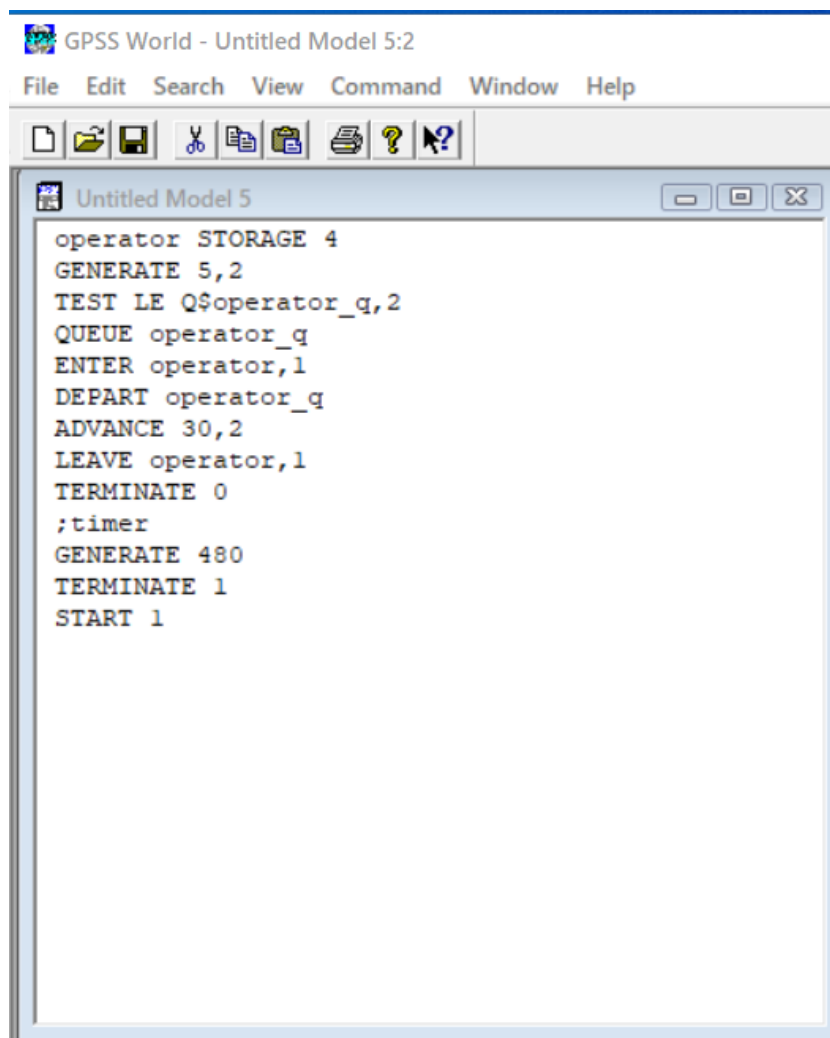 GPSS World - Untitled Model 5:2
File Edit Search View Command Window Help
Untitled Model 5
operator STORAGE 4
GENERATE 5,2
TEST LE Q$operator_q,2
QUEUE operator_q
ENTER operator,1
DEPART operator_q
ADVANCE 30,2
LEAVE operator,1
TERMINATE 0
;timer
GENERATE 480
TERMINATE 1
START 1